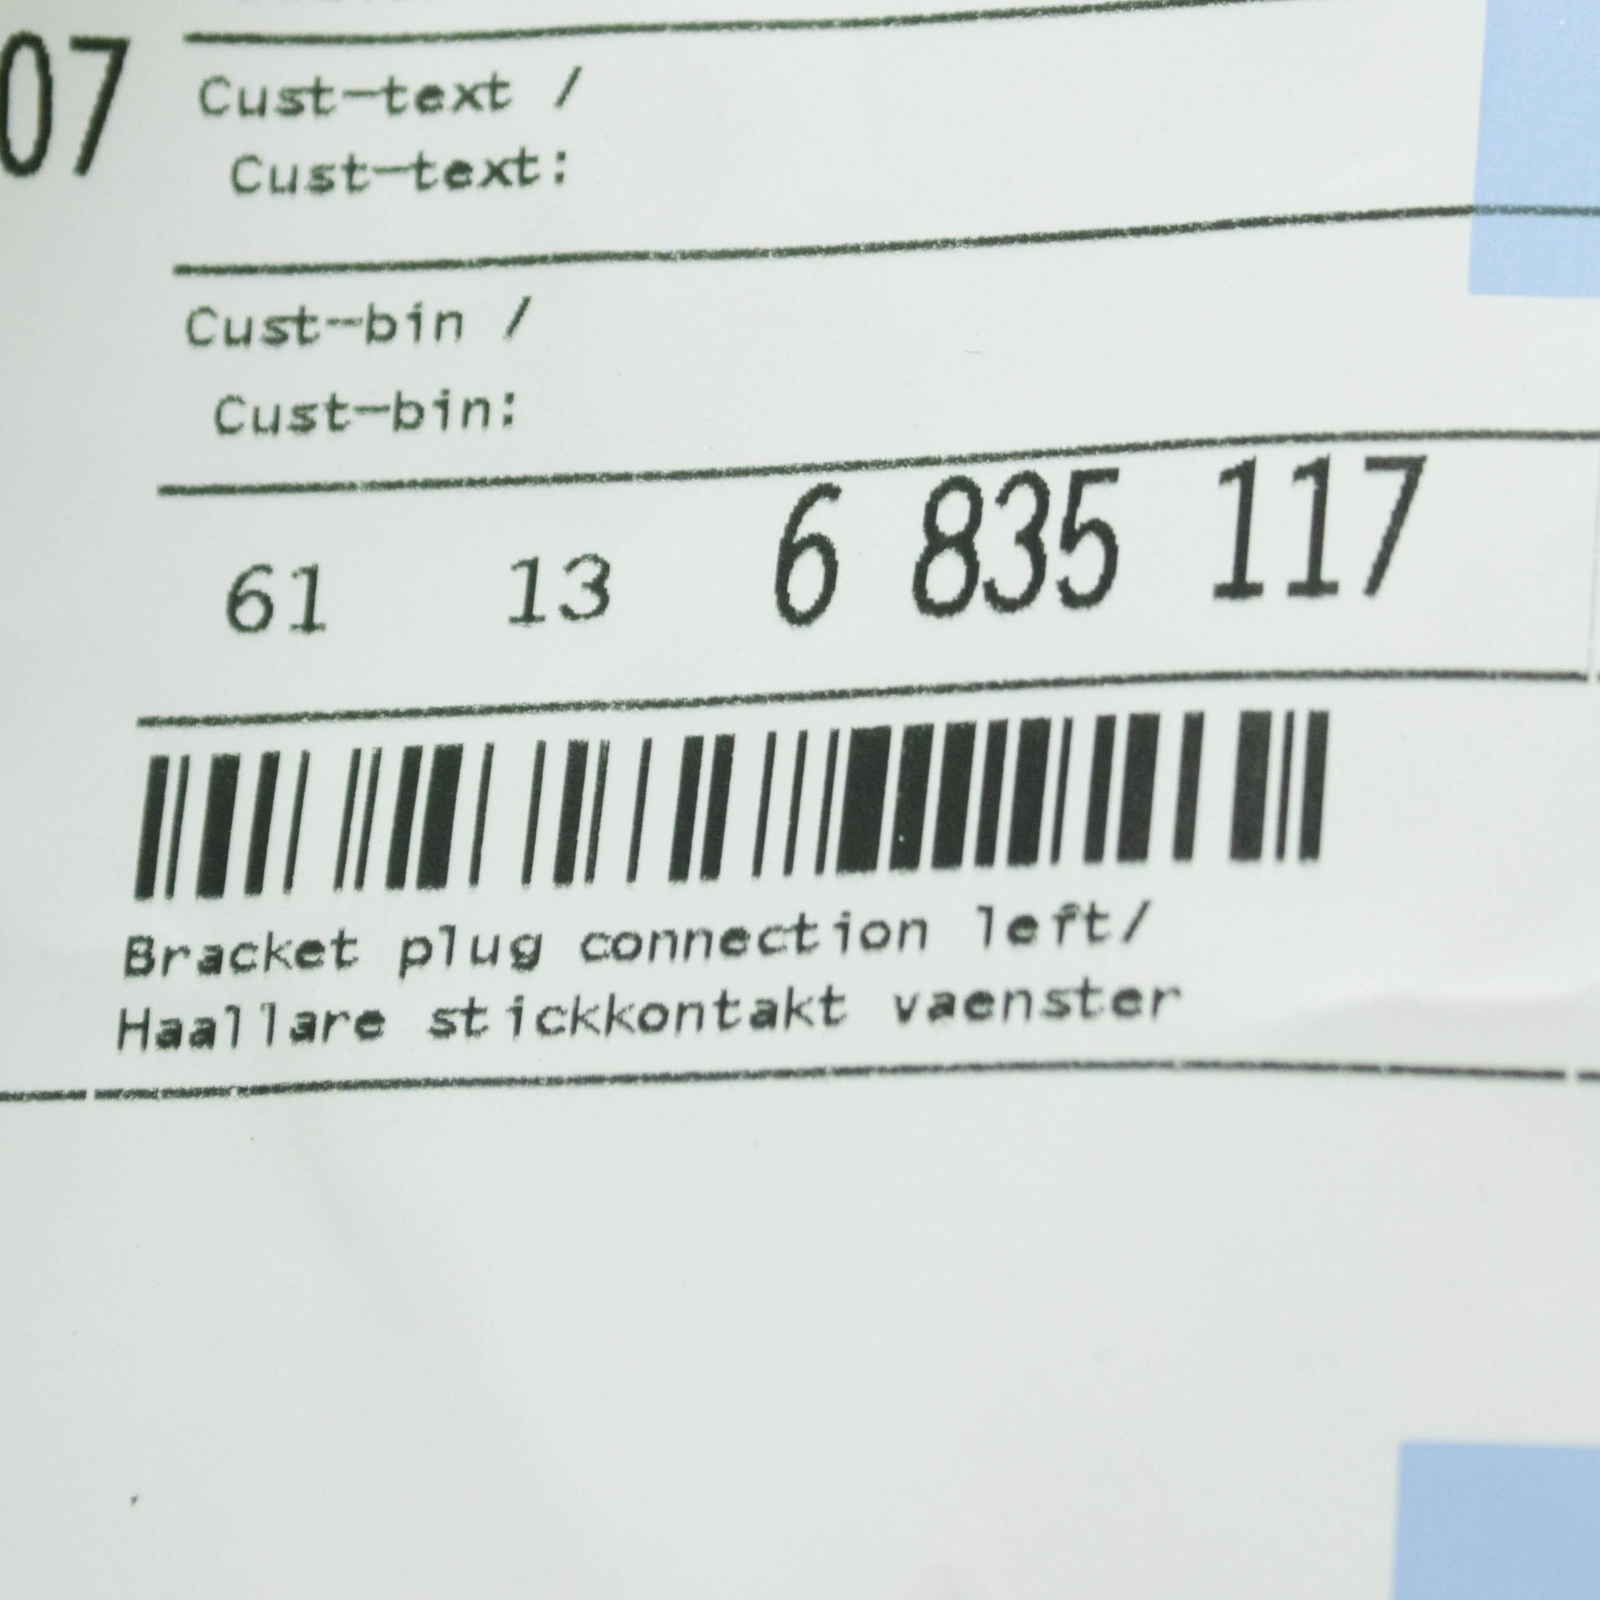 07
Cust-text /
Cust-text:
Cust-bin /
Cust-bin:
61 13 6 835 117
Bracket plug connection left/
Haallare stickkontakt vaenster